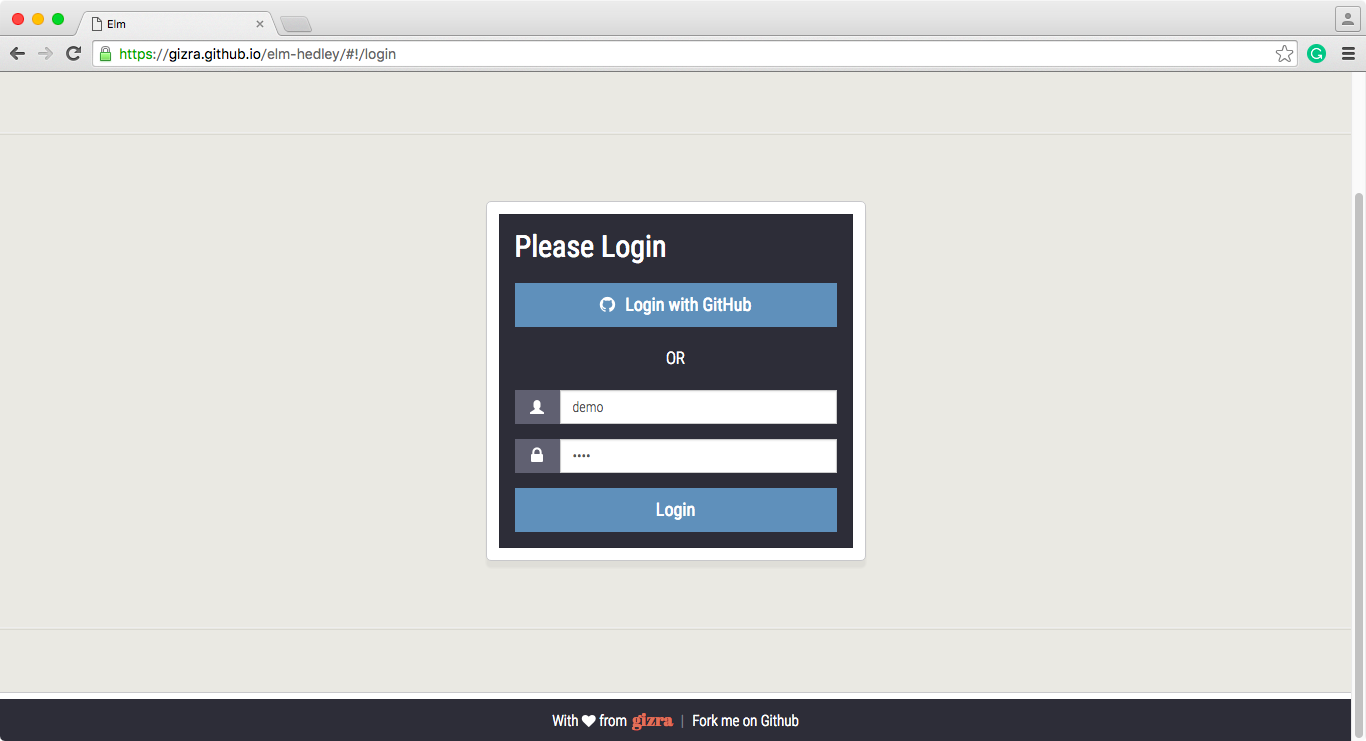 Elm
https://gizra.github.io/elm-hedley/#!/login
Please Login
Login with GitHub
OR
demo
••••
Login
With ♥ from gizra | Fork me on Github